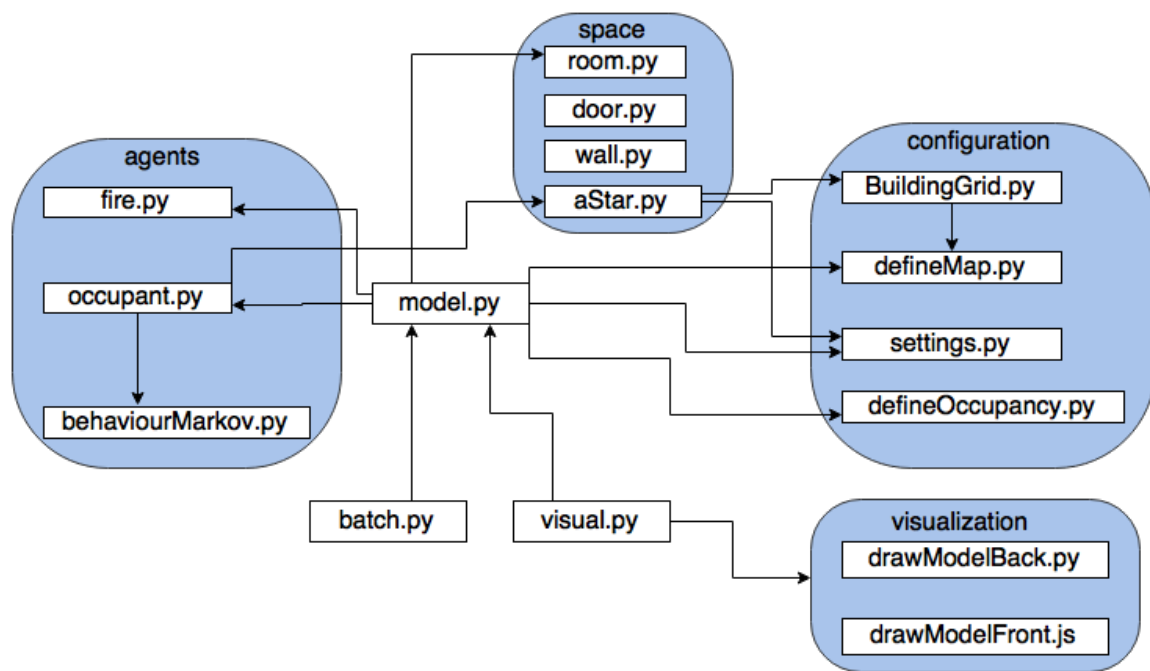 space
room.py
door.py
wall.py
aStar.py
agents
fire.py
occupant.py
behaviourMarkov.py
model.py
configuration
BuildingGrid.py
defineMap.py
settings.py
defineOccupancy.py
batch.py
visual.py
visualization
drawModelBack.py
drawModelFront.js